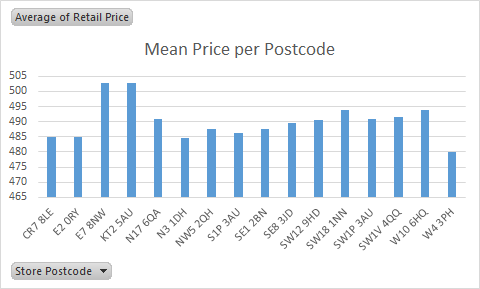 Average of Retail Price
Mean Price per Postcode
505
500
495
490
485
480
475
470
465
CR7 8LE
E2 0RY
E7 8NW
KT2 5AU
N17 6QA
N3 1DH
NW5 2QH
S1P 3AU
SE1 2BN
SE8 3JD
SW12 9HD
SW18 1NN
SW1P 3AU
SW1V 4QQ
W10 6HQ
W4 3PH
Store Postcode